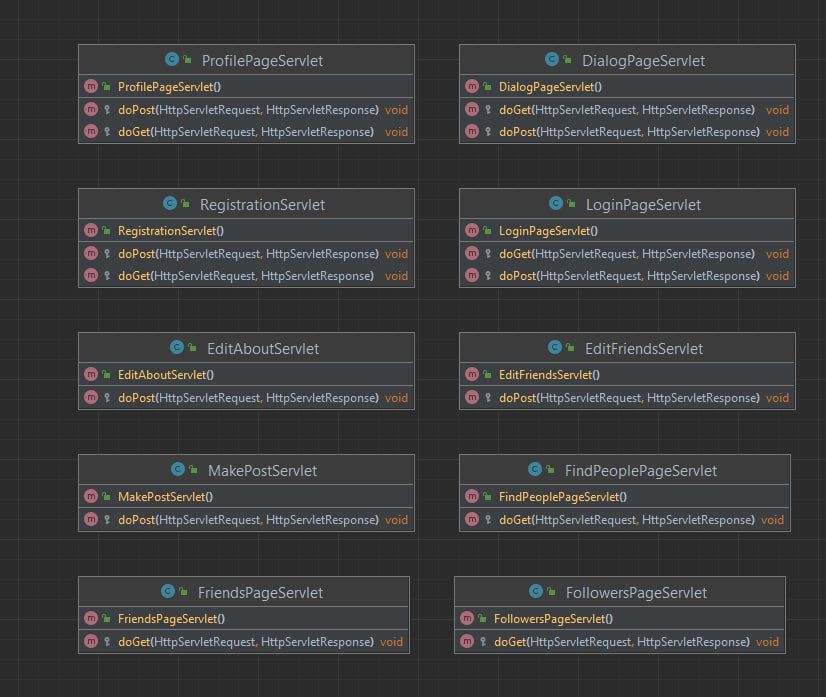 ProfilePageServlet
ProfilePageServlet()
doPost(HttpServletRequest, HttpServletResponse) void
doGet(HttpServletRequest, HttpServletResponse) void
DialogPageServlet
DialogPageServlet()
doGet(HttpServletRequest, HttpServletResponse) void
doPost(HttpServletRequest, HttpServletResponse) void
RegistrationServlet
RegistrationServlet()
doPost(HttpServletRequest, HttpServletResponse) void
doGet(HttpServletRequest, HttpServletResponse) void
LoginPageServlet
LoginPageServlet()
doGet(HttpServletRequest, HttpServletResponse) void
doPost(HttpServletRequest, HttpServletResponse) void
EditAboutServlet
EditAboutServlet()
doPost(HttpServletRequest, HttpServletResponse) void
EditFriendsServlet
EditFriendsServlet()
doPost(HttpServletRequest, HttpServletResponse) void
MakePostServlet
MakePostServlet()
doPost(HttpServletRequest, HttpServletResponse) void
FindPeoplePageServlet
FindPeoplePageServlet()
doGet(HttpServletRequest, HttpServletResponse) void
FriendsPageServlet
FriendsPageServlet()
doGet(HttpServletRequest, HttpServletResponse) void
FollowersPageServlet
FollowersPageServlet()
doGet(HttpServletRequest, HttpServletResponse) void